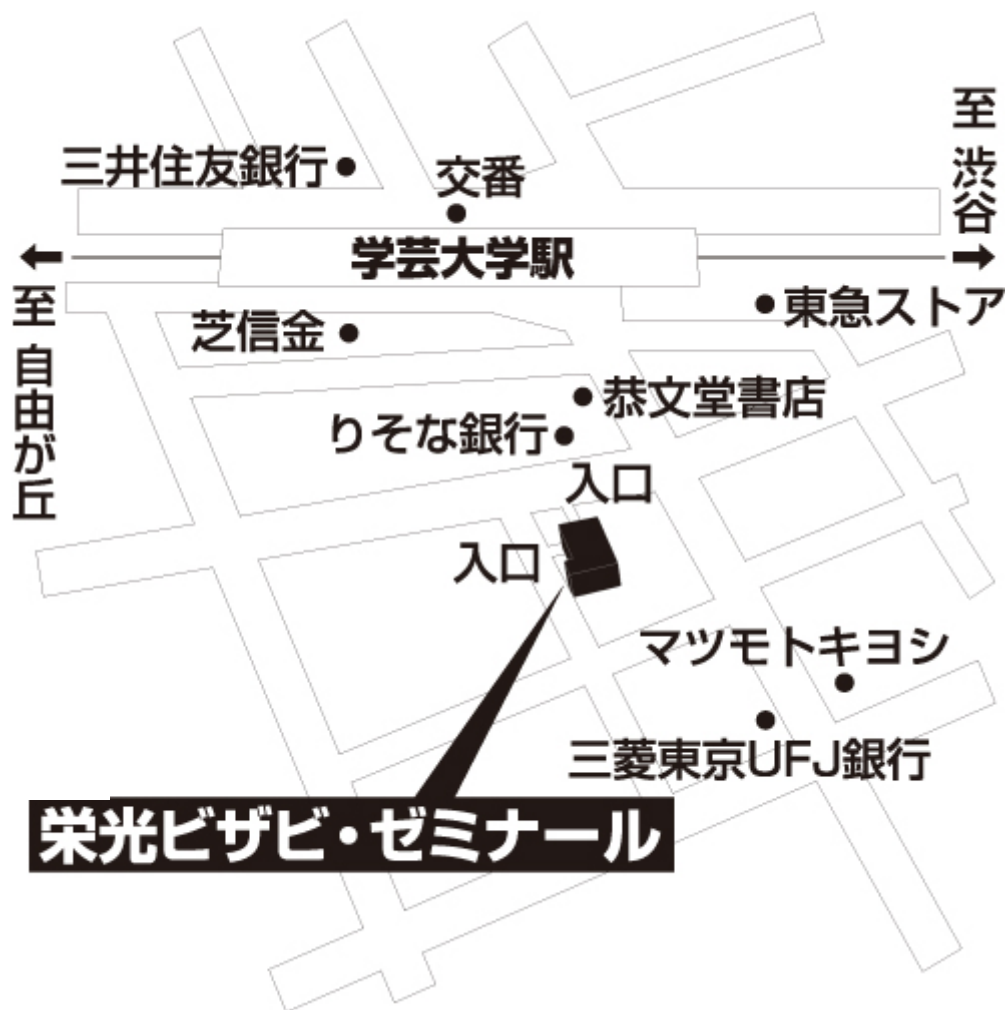 至 渋谷
三井住友銀行
交番
学芸大学駅
至 自由が丘
東急ストア
芝信金
恭文堂書店
りそな銀行
入口
入口
マツモトキヨシ
三菱東京UFJ銀行
栄光ビザビ・ゼミナール